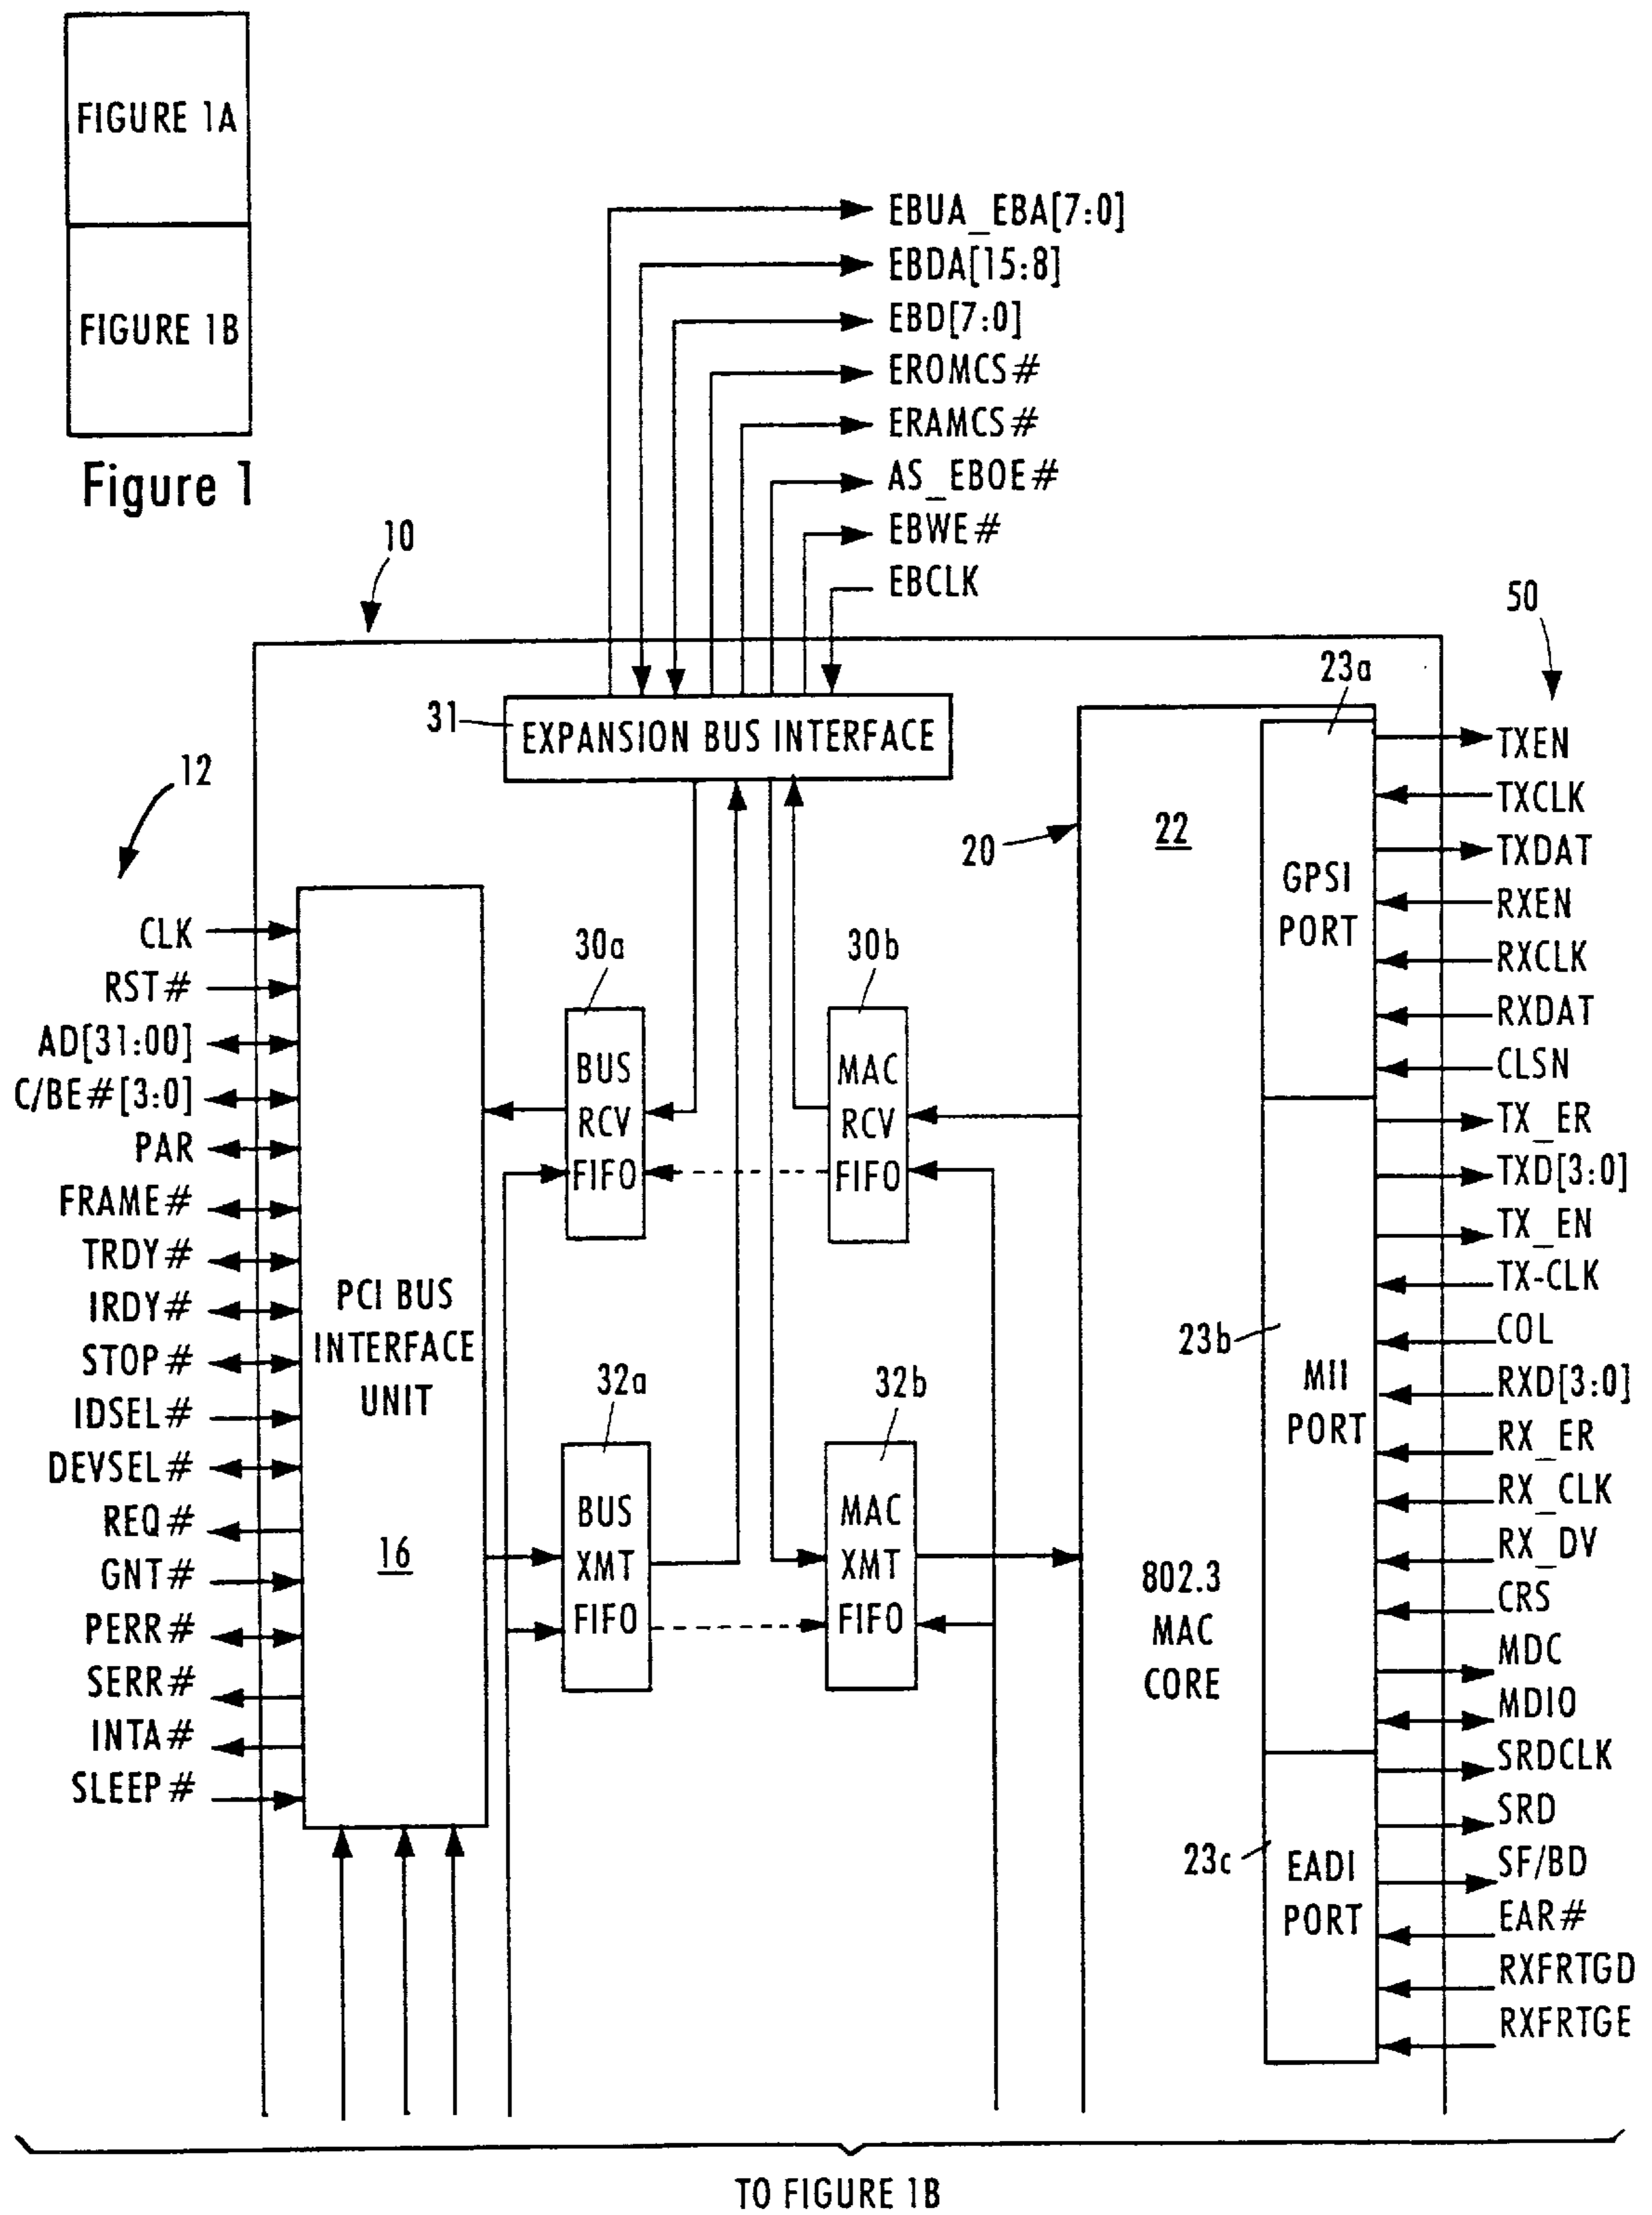 FIGURE 1A
FIGURE 1B
Figure 1
EBUA_EBA[7:0]
EBDA[15:8]
EBD[7:0]
EROMCS#
ERAMCS#
AS_EBOE#
EBWE#
EBCLK
10
50
12
31
EXPANSION BUS INTERFACE
20
22
23a
GPSI
PORT
TXEN
TXCLK
TXDAT
RXEN
RXCLK
RXDAT
CLSN
TX_ER
TXD[3:0]
TX_EN
TX-CLK
COL
RXD[3:0]
RX_ER
RX_CLK
RX_DV
CRS
MDC
MDIO
SRDCLK
SRD
SF/BD
EAR#
RXFRTGD
RXFRTGE
CLK
RST#
AD[31:00]
C/BE#[3:0]
PAR
FRAME#
TRDY#
IRDY#
STOP#
IDSEL#
DEVSEL#
REQ#
GNT#
PERR#
SERR#
INTA#
SLEEP#
PCI BUS
INTERFACE
UNIT
16
30a
BUS
RCV
FIFO
30b
MAC
RCV
FIFO
32a
BUS
XMT
FIFO
32b
MAC
XMT
FIFO
802.3
MAC
CORE
23b
MII
PORT
23c
EADI
PORT
TO FIGURE 1B